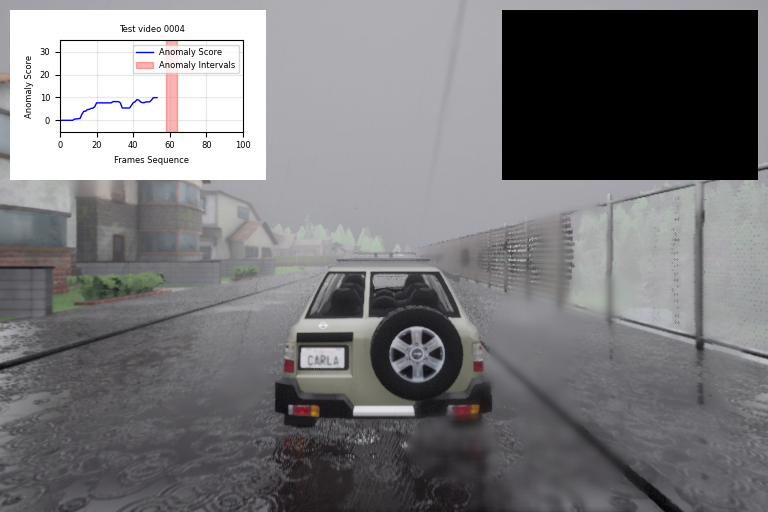 Test video 0004
Anomaly Score
Anomaly Intervals
30
20
10
0
Anomaly Score
0 20 40 60 80 100
Frames Sequence
CARLA